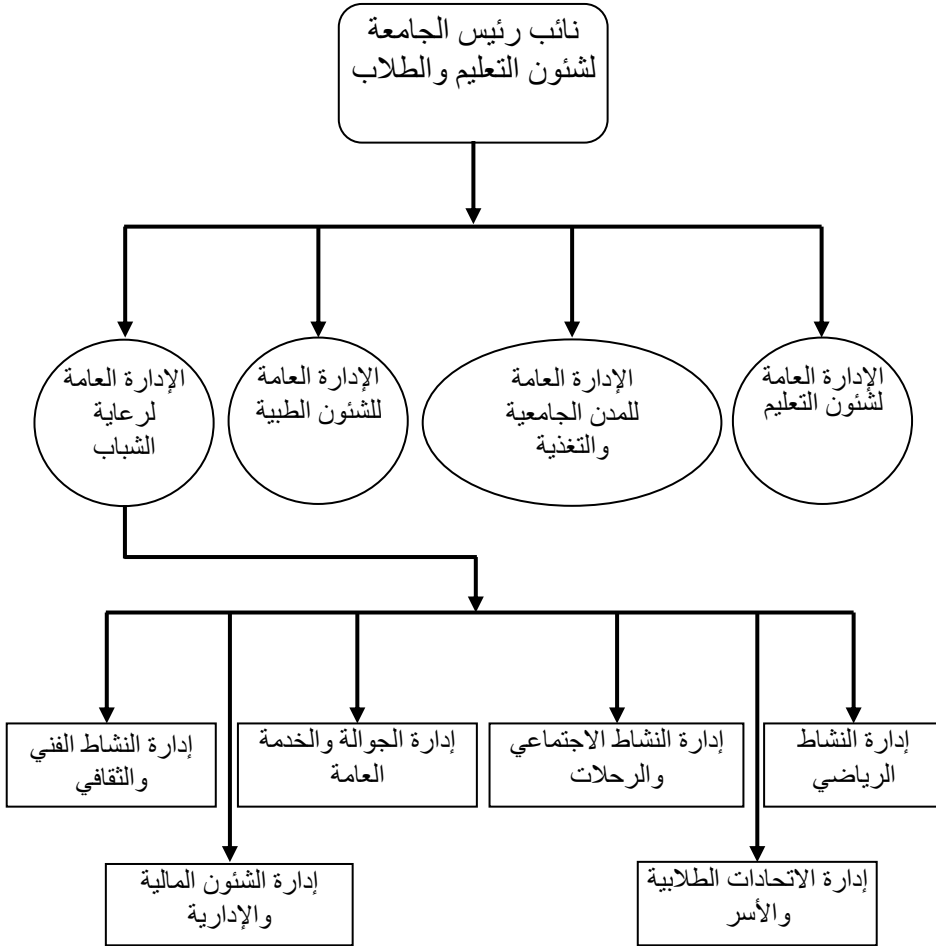 نائب رئيس الجامعة
لشئون التعليم والطلاب
الإدارة العامة
لشئون التعليم
الإدارة العامة
للمدن الجامعية
والتغذية
الإدارة العامة
للشئون الطبية
الإدارة العامة
لرعاية
الشباب
إدارة النشاط
الرياضي
إدارة النشاط الاجتماعي
والرحلات
إدارة الجوالة والخدمة
العامة
إدارة النشاط الفني
والثقافي
إدارة الاتحادات الطلابية
والأسر
إدارة الشئون المالية
والإدارية